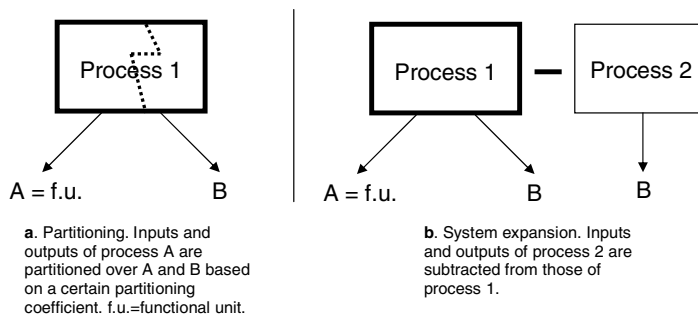 Process 1
A = f.u.
B
a. Partitioning. Inputs and
outputs of process A are
partitioned over A and B based
on a certain partitioning
coefficient. f.u.=functional unit.
Process 1
Process 2
A = f.u.
B
B
b. System expansion. Inputs
and outputs of process 2 are
subtracted from those of
process 1.